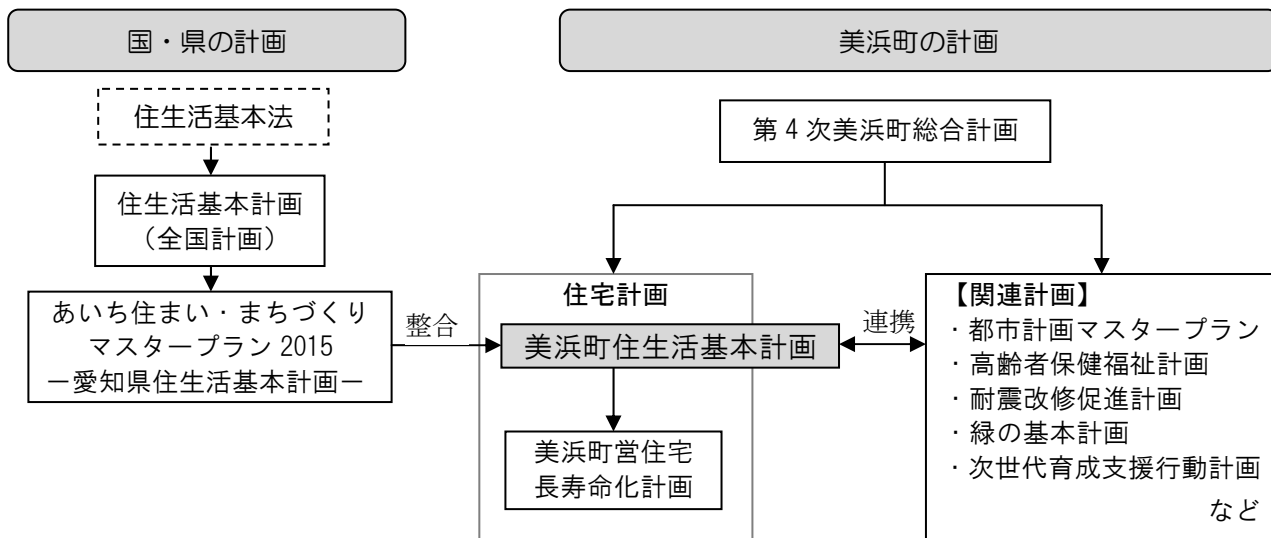 国・県の計画
美浜町の計画
住生活基本法
第4次美浜町総合計画
住生活基本計画
（全国計画）
あいち住まい・まちづくり
マスタープラン 2015
－愛知県住生活基本計画－
整合
住宅計画
美浜町住生活基本計画
美浜町営住宅
長寿命化計画
連携
【関連計画】
・都市計画マスタープラン
・高齢者保健福祉計画
・耐震改修促進計画
・緑の基本計画
・次世代育成支援行動計画
など